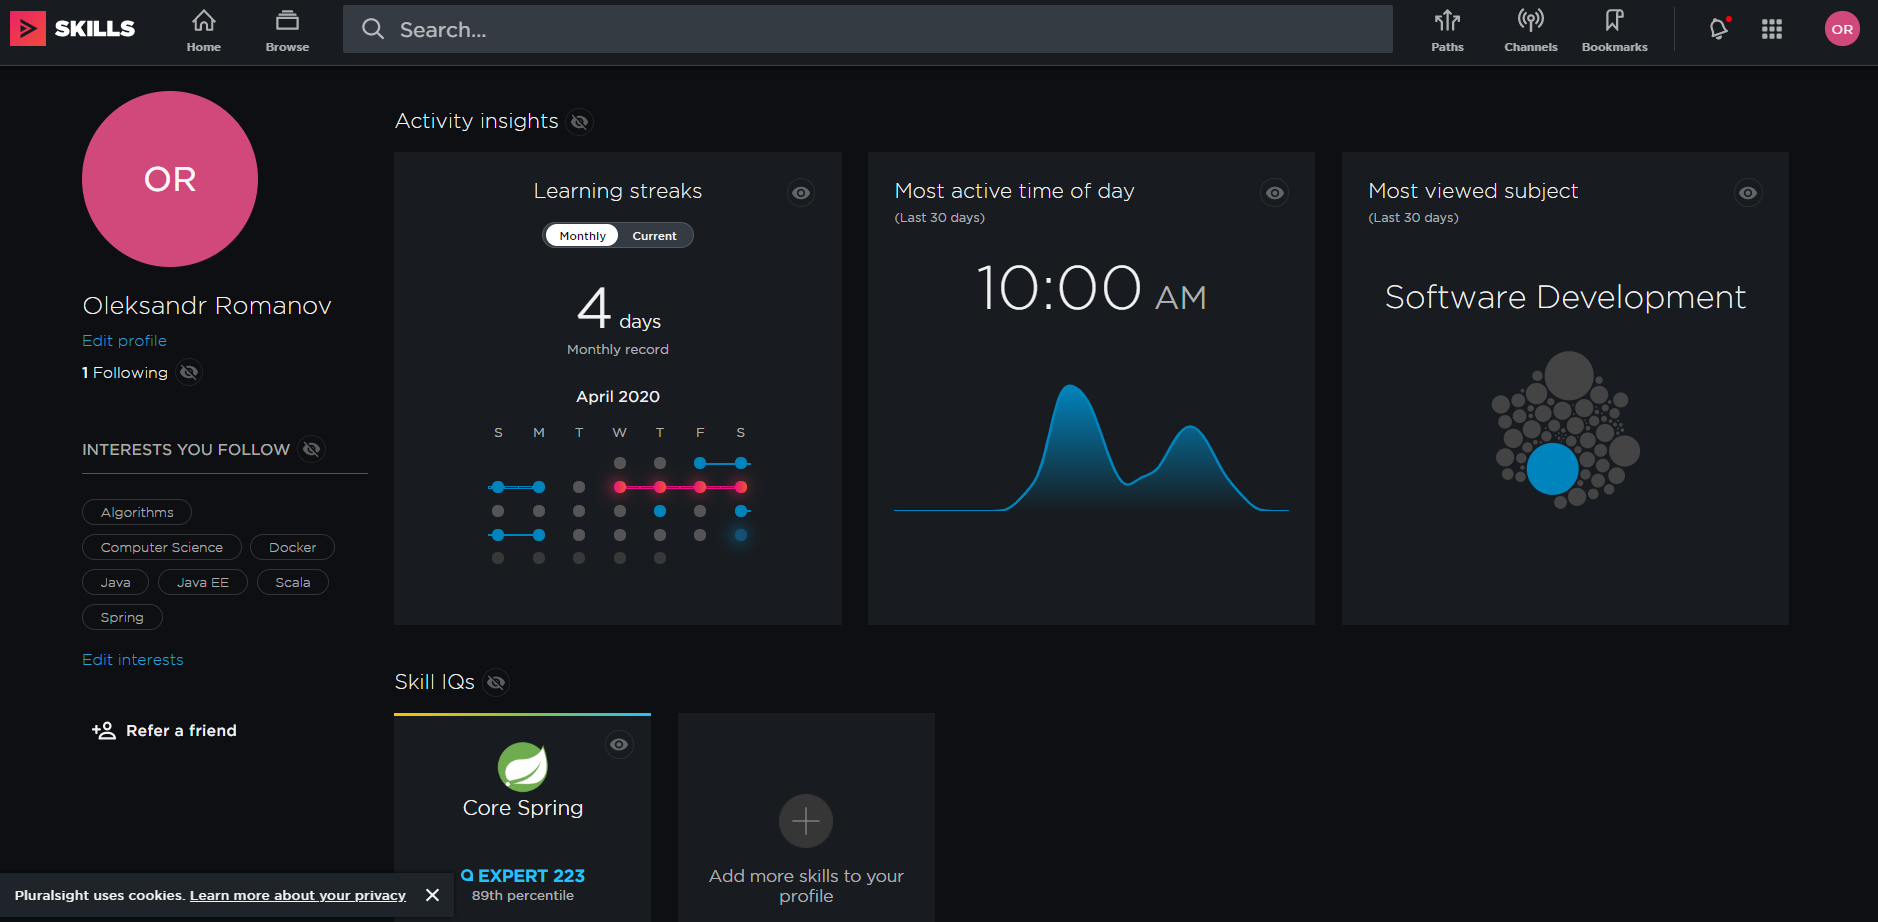 SKILLS
Home
Browse
Search...
Paths
Channels
Bookmarks
OR
OR
Oleksandr Romanov
Edit profile
1 Following
INTERESTS YOU FOLLOW
Algorithms
Computer Science Docker
Java Java EE Scala
Spring
Edit interests
Refer a friend
Activity insights
Learning streaks
Monthly Current
4 days
Monthly record
April 2020
S M T W T F S
Most active time of day
(Last 30 days)
10:00 AM
Most viewed subject
(Last 30 days)
Software Development
Skill IQs
Core Spring
EXPERT 223
89th percentile
Add more skills to your
profile
Pluralsight uses cookies. Learn more about your privacy